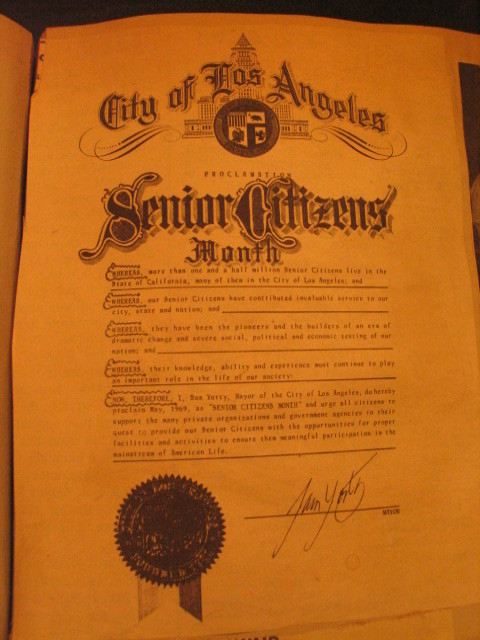 City of Los Angeles
PROCLAMATION
Senior Citizens
Month
WHEREAS, more than one and a half million Senior Citizens live in the
State of California, many of them in the City of Los Angeles; and
WHEREAS, our Senior Citizens have contributed invaluable service to our
city, state and nation; and
WHEREAS, they have been the pioneers and the builders of an era of
dramatic change and severe social, political and economic testing of our
nation; and
WHEREAS, their knowledge, ability and experience must continue to play
an important role in the life of our society:
NOW, THEREFORE, I, Sam Yorty, Mayor of the City of Los Angeles, do hereby
proclaim May, 1969, as "SENIOR CITIZENS MONTH" and urge all citizens to
support the many private organizations and government agencies in their
quest to provide our Senior Citizens with the opportunities for proper
facilities and activities to ensure them meaningful participation in the
mainstream of American Life.
Sam Yorty
MAYOR